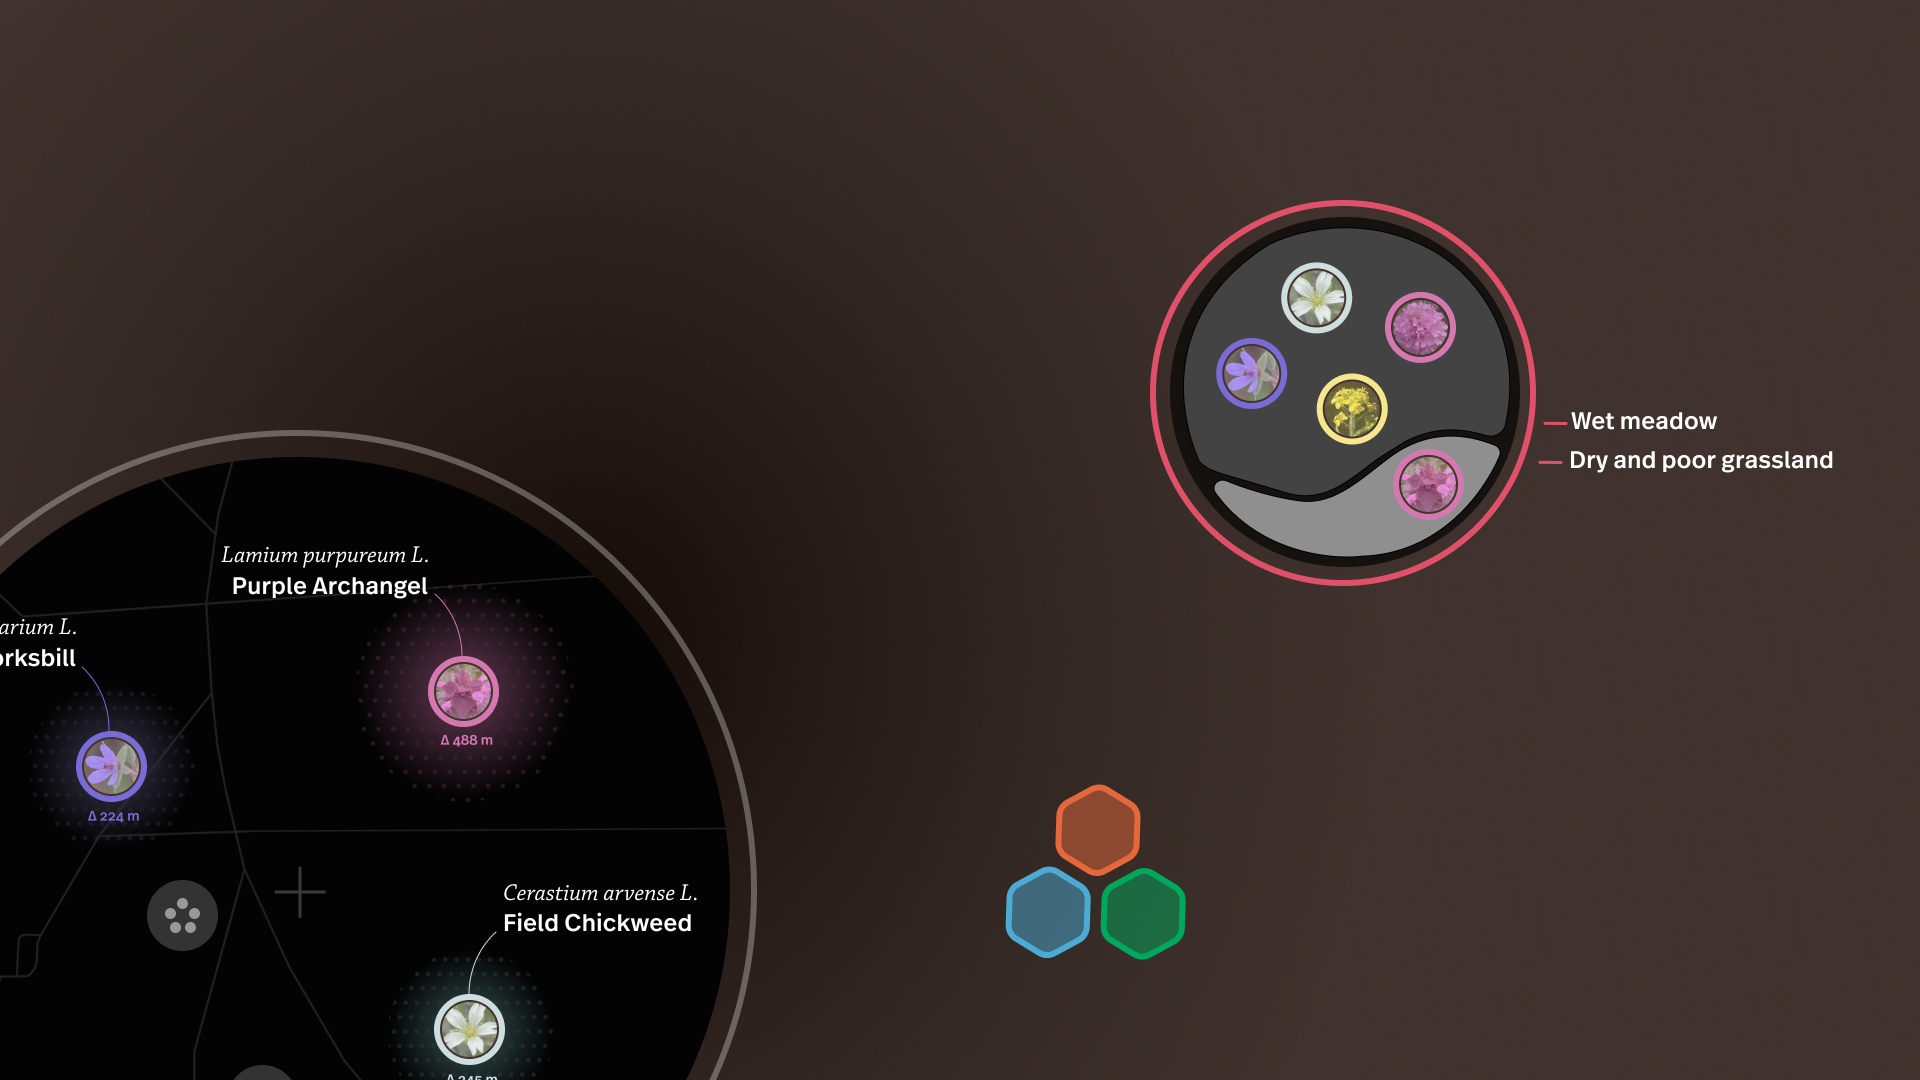 Wet meadow
Dry and poor grassland
Lamium purpureum L.
Purple Archangel
Δ 488 m
L.
Δ 224 m
Cerastium arvense L.
Field Chickweed